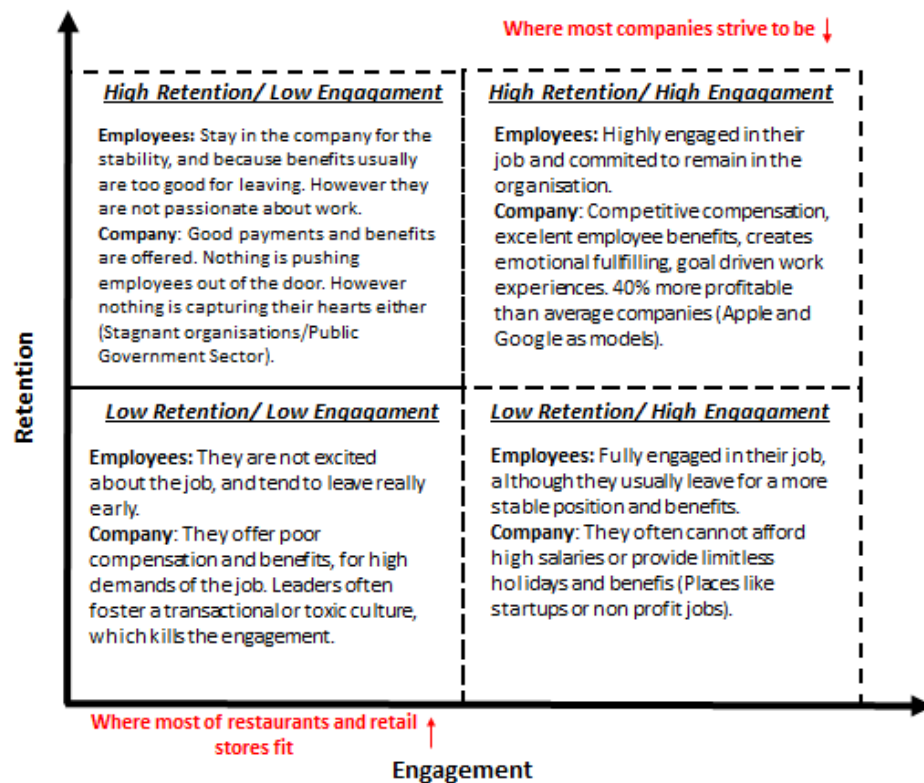 Where most companies strive to be
High Retention/ Low Engagament
Employees: Stay in the company for the
stability, and because benefits usually
are too good for leaving. However they
are not passionate about work.
Company: Good payments and benefits
are offered. Nothing is pushing
employees out of the door. However
nothing is capturing their hearts either
(Stagnant organisations/Public
Government Sector).
High Retention/ High Engagament
Employees: Highly engaged in their
job and commited to remain in the
organisation.
Company: Competitive compensation,
excellent employee benefits, creates
emotional fullfilling, goal driven work
experiences. 40% more profitable
than average companies (Apple and
Google as models).
Retention
Low Retention/ Low Engagament
Employees: They are not excited
about the job, and tend to leave really
early.
Company: They offer poor
compensation and benefits, for high
demands of the job. Leaders often
foster a transactional or toxic culture,
which kills the engagement.
Low Retention/ High Engagament
Employees: Fully engaged in their job,
although they usually leave for a more
stable position and benefits.
Company: They often cannot afford
high salaries or provide limitless
holidays and benefis (Places like
startups or non profit jobs).
Where most of restaurants and retail
stores fit
Engagement